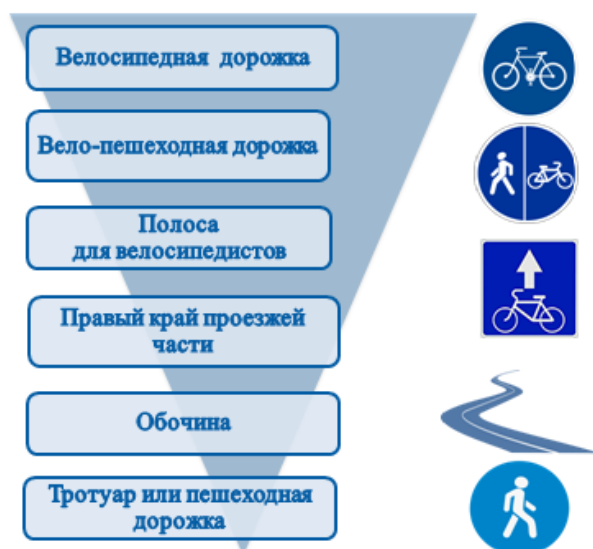 Велосипедная дорожка
Вело-пешеходная дорожка
Полоса
для велосипедистов
Правый край проезжей
части
Обочина
Тротуар или пешеходная
дорожка